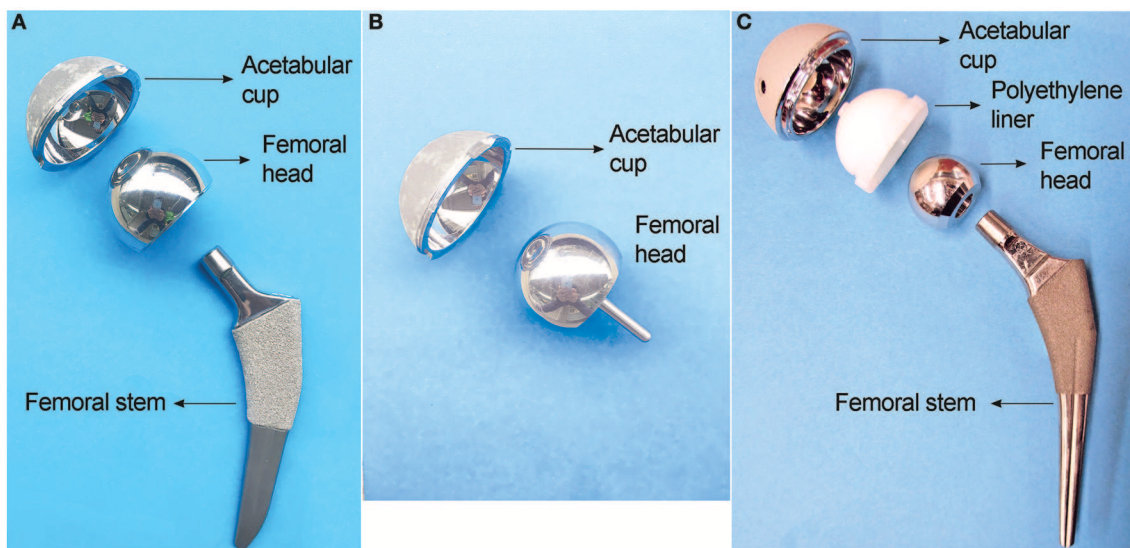 A
Acetabular
cup
Femoral
head
Femoral stem
B
Acetabular
cup
Femoral
head
C
Acetabular
cup
Polyethylene
liner
Femoral
head
Femoral stem